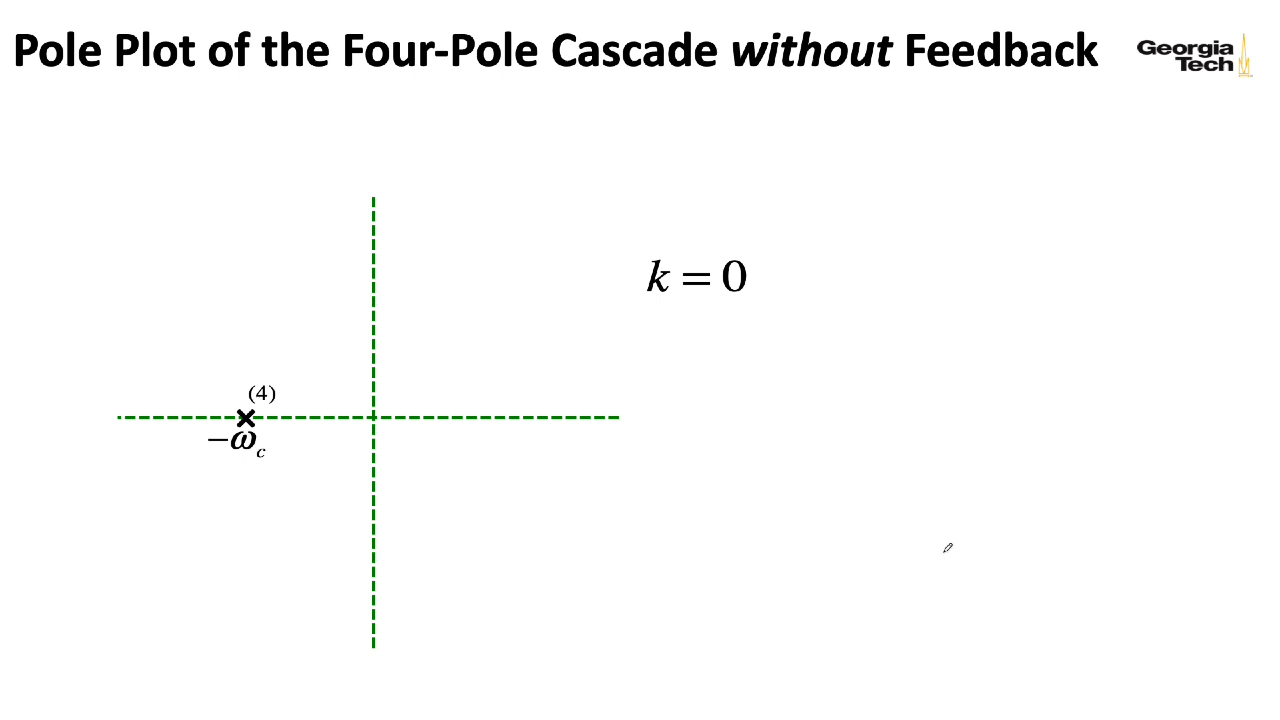 Pole Plot of the Four-Pole Cascade without Feedback
Georgia
Tech
k = 0
(4)
−ω_c